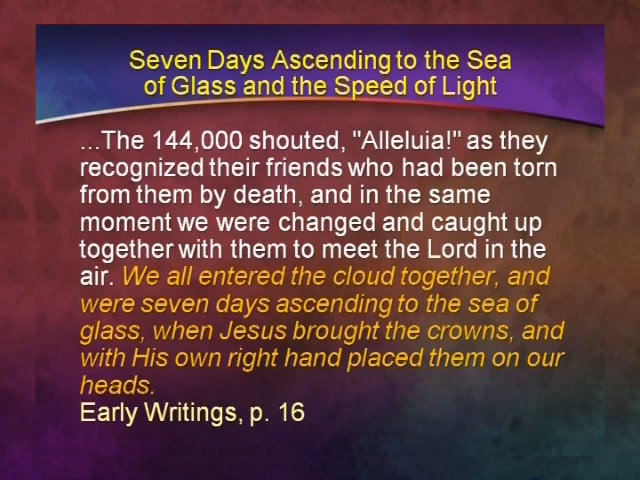 Seven Days Ascending to the Sea
of Glass and the Speed of Light
...The 144,000 shouted, "Alleluia!" as they
recognized their friends who had been torn
from them by death, and in the same
moment we were changed and caught up
together with them to meet the Lord in the
air. We all entered the cloud together, and
were seven days ascending to the sea of
glass, when Jesus brought the crowns, and
with His own right hand placed them on our
heads.
Early Writings, p. 16